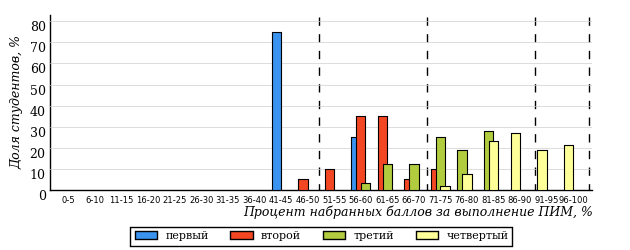 Доля студентов, %
80
70
60
50
40
30
20
10
0
0-5 6-10 11-15 16-20 21-25 26-30 31-35 36-40 41-45 46-50 51-55 56-60 61-65 66-70 71-75 76-80 81-85 86-90 91-95 96-100
Процент набранных баллов за выполнение ПИМ, %
первый второй третий четвертый